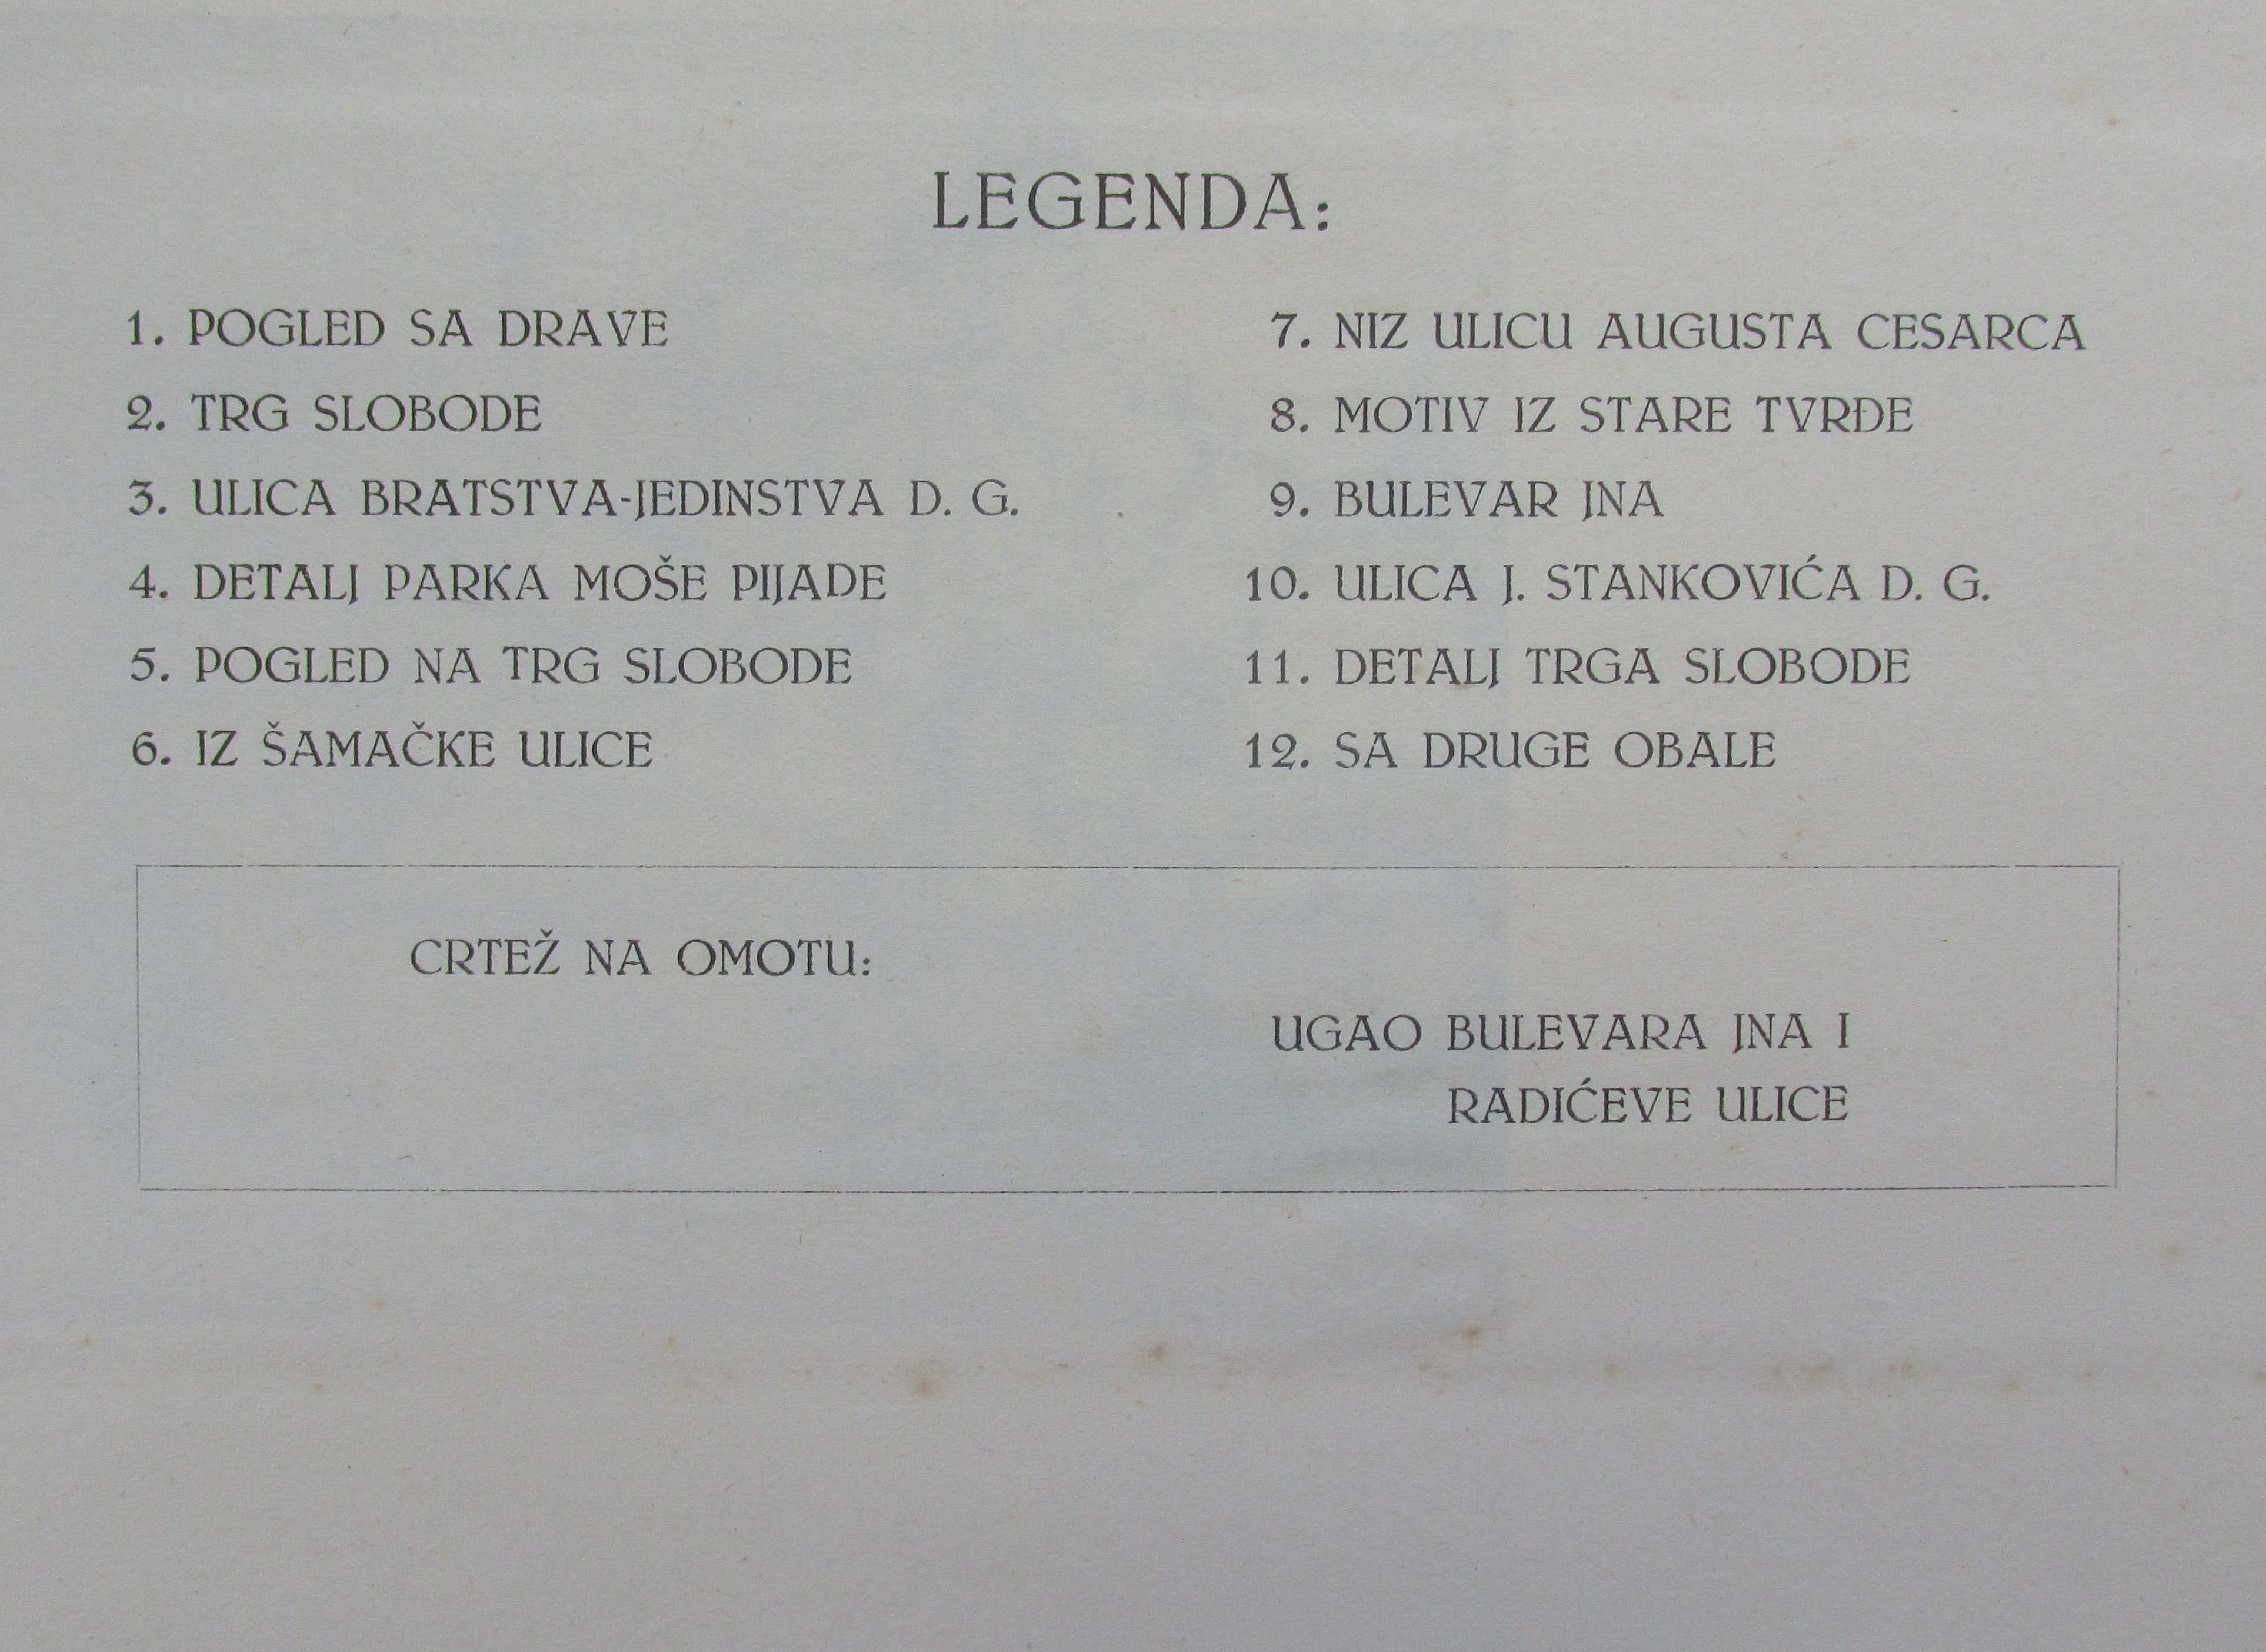 LEGENDA:
1. POGLED SA DRAVE
2. TRG SLOBODE
3. ULICA BRATSTVA-JEDINSTVA D. G.
4. DETALJ PARKA MOŠE PIJADE
5. POGLED NA TRG SLOBODE
6. IZ ŠAMAČKE ULICE
7. NIZ ULICU AUGUSTA CESARCA
8. MOTIV IZ STARE TVRĐE
9. BULEVAR JNA
10. ULICA J. STANKOVIĆA D. G.
11. DETALJ TRGA SLOBODE
12. SA DRUGE OBALE
CRTEŽ NA OMOTU:
UGAO BULEVARA JNA I
RADIĆEVE ULICE